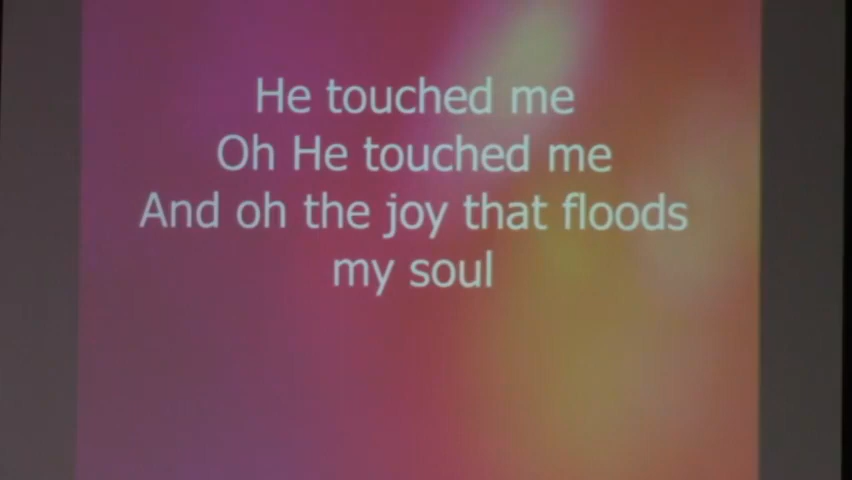 He touched me
Oh He touched me
And oh the joy that floods
my soul